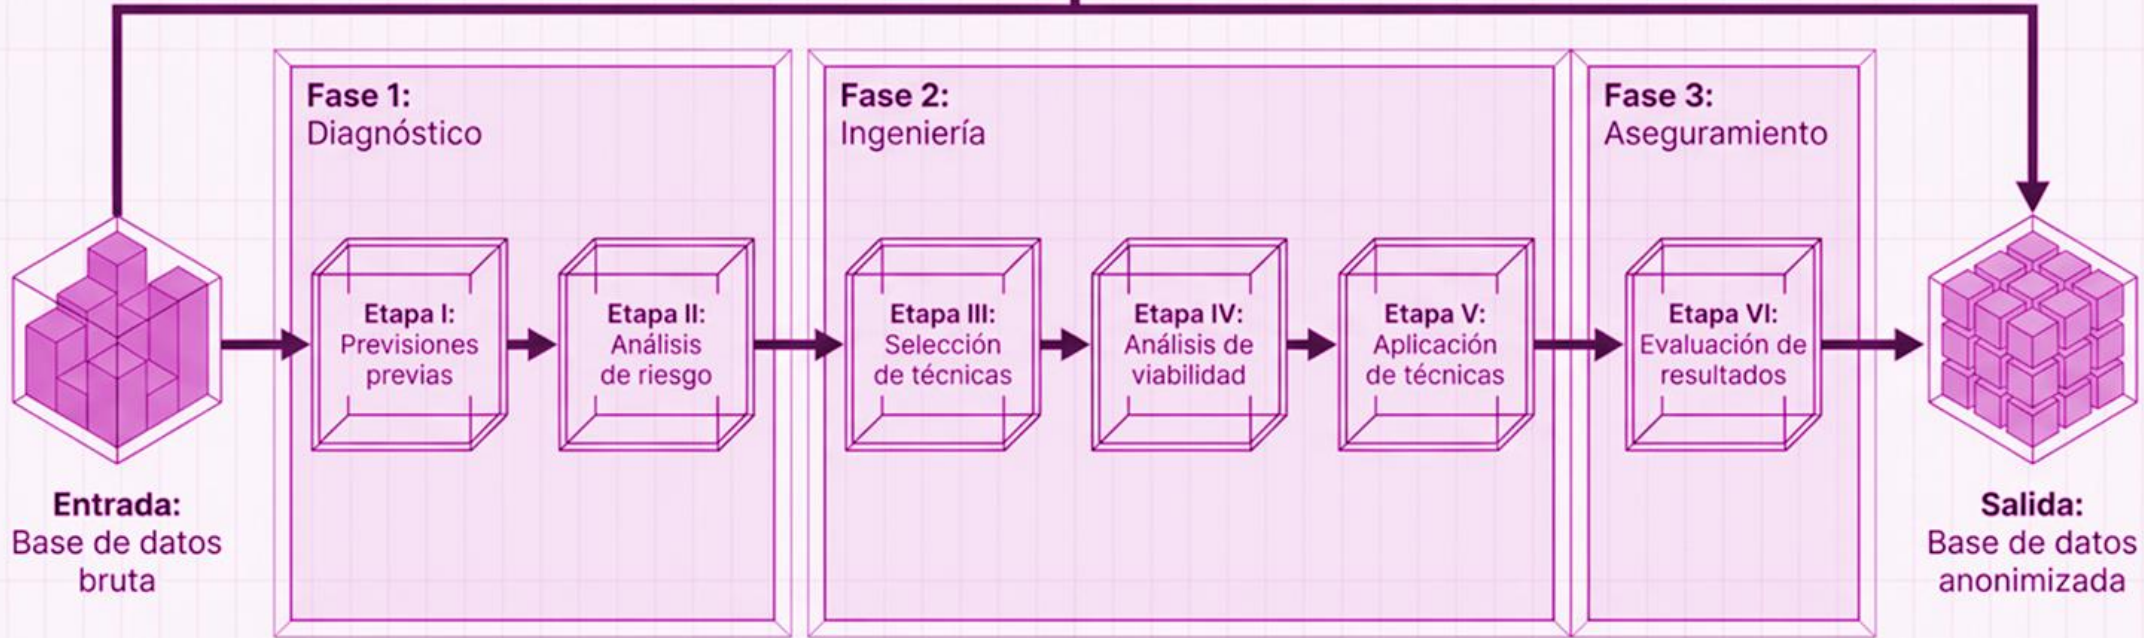 Fase 1:
Diagnóstico
Fase 2:
Ingeniería
Fase 3:
Aseguramiento
Etapa I:
Previsiones
previas
Etapa II:
Análisis
de riesgo
Etapa III:
Selección
de técnicas
Etapa IV:
Análisis de
viabilidad
Etapa V:
Aplicación
de técnicas
Etapa VI:
Evaluación de
resultados
Entrada:
Base de datos
bruta
Salida:
Base de datos
anonimizada